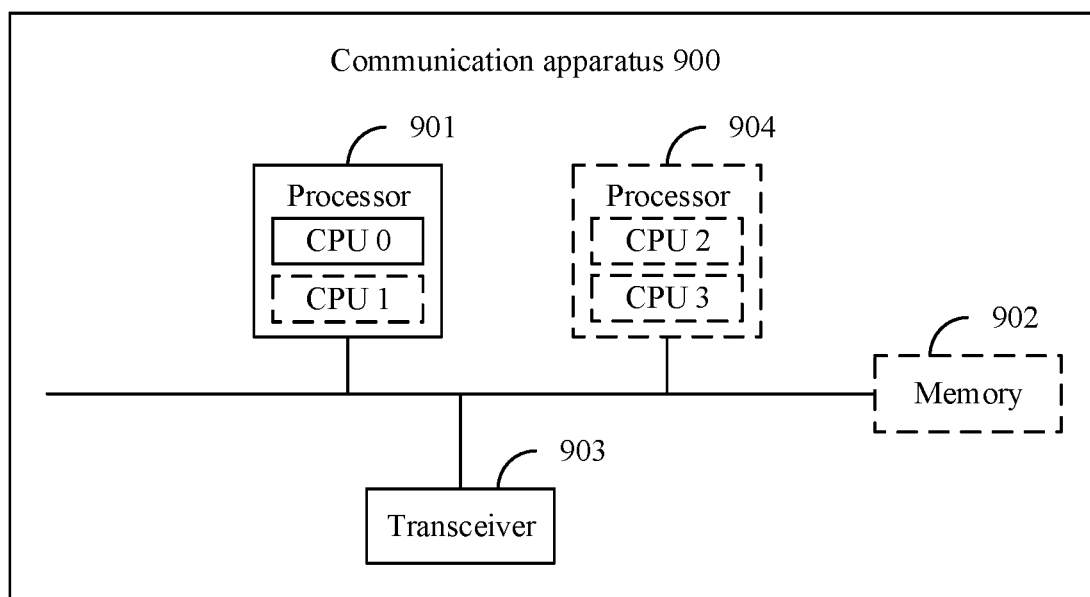 Communication apparatus 900
901
904
Processor
CPU 0
CPU 1
Processor
CPU 2
CPU 3
902
Memory
903
Transceiver